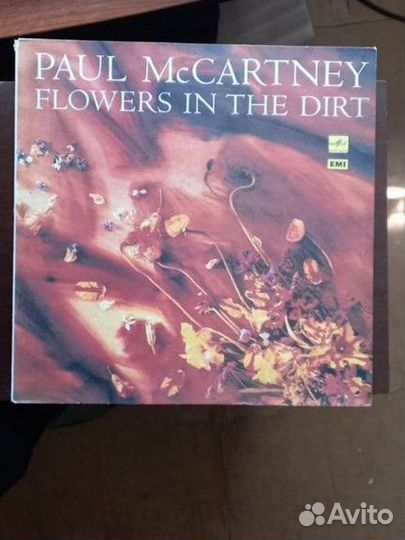 PAUL McCARTNEY
FLOWERS IN THE DIRT
EMI
Avito